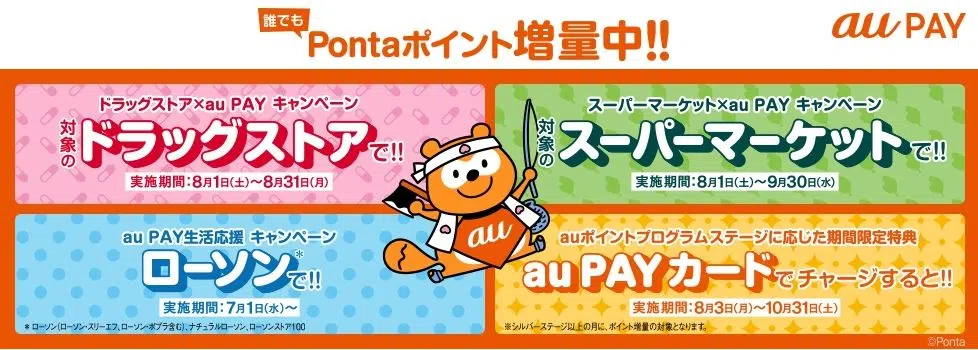 誰でも
Pontaポイント増量中!!
au PAY
ドラッグストア×au PAY キャンペーン
対象のドラッグストアで!!
実施期間:8月1日(土)~8月31日(月)
スーパーマーケット×au PAY キャンペーン
対象のスーパーマーケットで!!
実施期間:8月1日(土)~9月30日(水)
au
au PAY生活応援 キャンペーン
ローソン*で!!
実施期間:7月1日(水)~
* ローソン(ローソン・スリーエフ、ローソン・ポプラ含む)、ナチュラルローソン、ローソンストア100
auポイントプログラムステージに応じた期間限定特典
au PAY カードでチャージすると!!
実施期間:8月3日(月)~10月31日(土)
※シルバーステージ以上の月に、ポイント増量の対象となります。
©Ponta